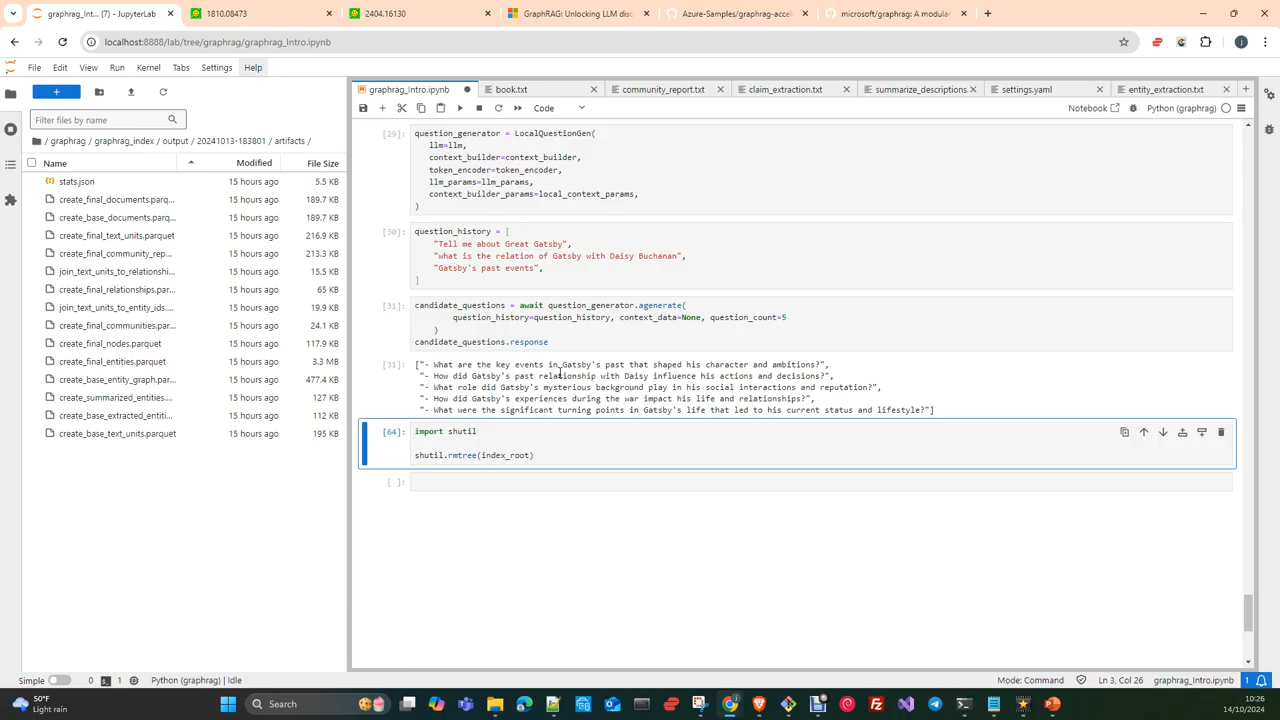 graphrag_Intro... (7) - JupyterLab
1810.08473
2404.16130
GraphRAG: Unlocking LLM disc
Azure-Samples/graphrag-accele
microsoft/graphrag: A modular
localhost:8888/lab/tree/graphrag/graphrag_Intro.ipynb
File Edit View Run Kernel Tabs Settings Help
graphrag_Intro.ipynb
book.txt
community_report.txt
claim_extraction.txt
summarize_descriptions.
settings.yaml
entity_extraction.txt
Code
Notebook
Python (graphrag)
Filter files by name
/ graphrag / graphrag_index / output / 20241013-183801 / artifacts /
Name Modified File Size
stats.json 15 hours ago 5.5 KB
create_final_documents.parq... 15 hours ago 189.7 KB
create_base_documents.parq... 15 hours ago 189.7 KB
create_final_text_units.parquet 15 hours ago 216.9 KB
create_final_community_rep... 15 hours ago 213.3 KB
join_text_units_to_relationshi... 15 hours ago 15.5 KB
create_final_relationships.par... 15 hours ago 65 KB
join_text_units_to_entity_ids.... 15 hours ago 19.9 KB
create_final_communities.par... 15 hours ago 24.1 KB
create_final_nodes.parquet 15 hours ago 117.9 KB
create_final_entities.parquet 15 hours ago 3.3 MB
create_base_entity_graph.par... 15 hours ago 477.4 KB
create_summarized_entities.... 15 hours ago 116.4 KB
create_base_extracted_entiti... 15 hours ago 112 KB
create_base_text_units.parquet 15 hours ago 195 KB
[29]: question_generator = LocalQuestionGen(
llm=llm,
context_builder=context_builder,
token_encoder=token_encoder,
llm_params=llm_params,
context_builder_params=local_context_params,
)
[30]: question_history = [
"Tell me about Great Gatsby",
"what is the relation of Gatsby with Daisy Buchanan",
"Gatsby's past events",
]
[31]: candidate_questions = await question_generator.agenerate(
question_history=question_history, context_data=None, question_count=5
)
candidate_questions.response
[31]: ["- What are the key events in Gatsby's past that shaped his character and ambitions?",
"- How did Gatsby's past relationship with Daisy influence his actions and decisions?",
"- What role did Gatsby's mysterious background play in his social interactions and reputation?",
"- How did Gatsby's experiences during the war impact his life and relationships?",
"- What were the significant turning points in Gatsby's life that led to his current status and lifestyle?"]
[64]: import shutil
shutil.rmtree(index_root)
[ ]:
Simple 0 1 Python (graphrag) | Idle
Mode: Command Ln 3, Col 26 graphrag_Intro.ipynb 1
50°F
Light rain
Search
10:26
14/10/2024